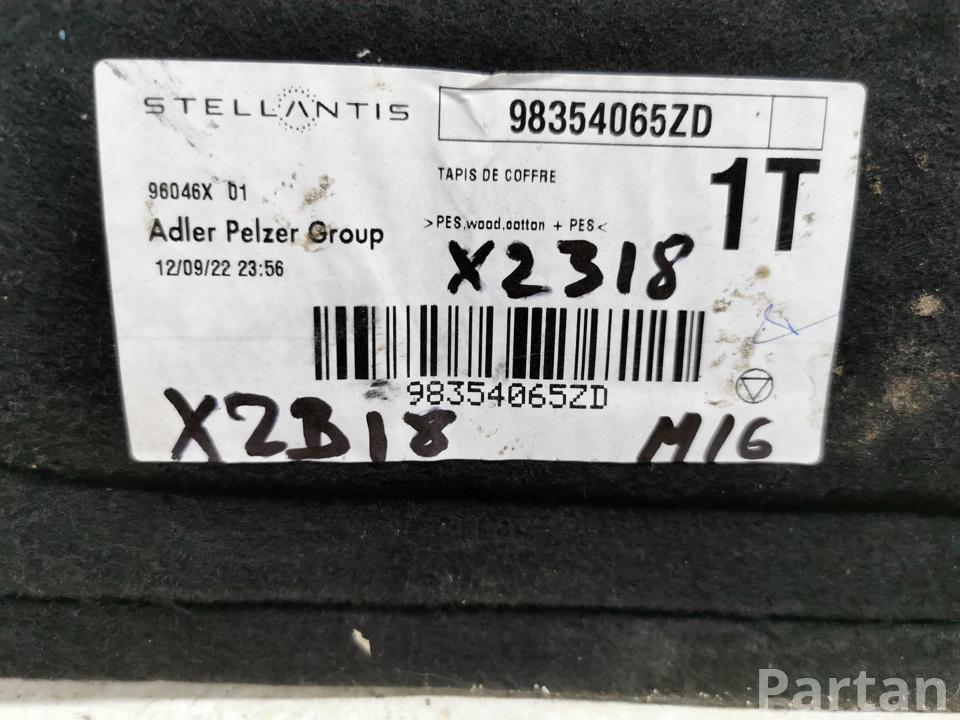 STELLANTIS
98354065ZD
TAPIS DE COFFRE
1T
96046X 01
Adler Pelzer Group
>PES,wood,cotton + PES<
12/09/22 23:56
X2318
98354065ZD
X2318
M16
Partan